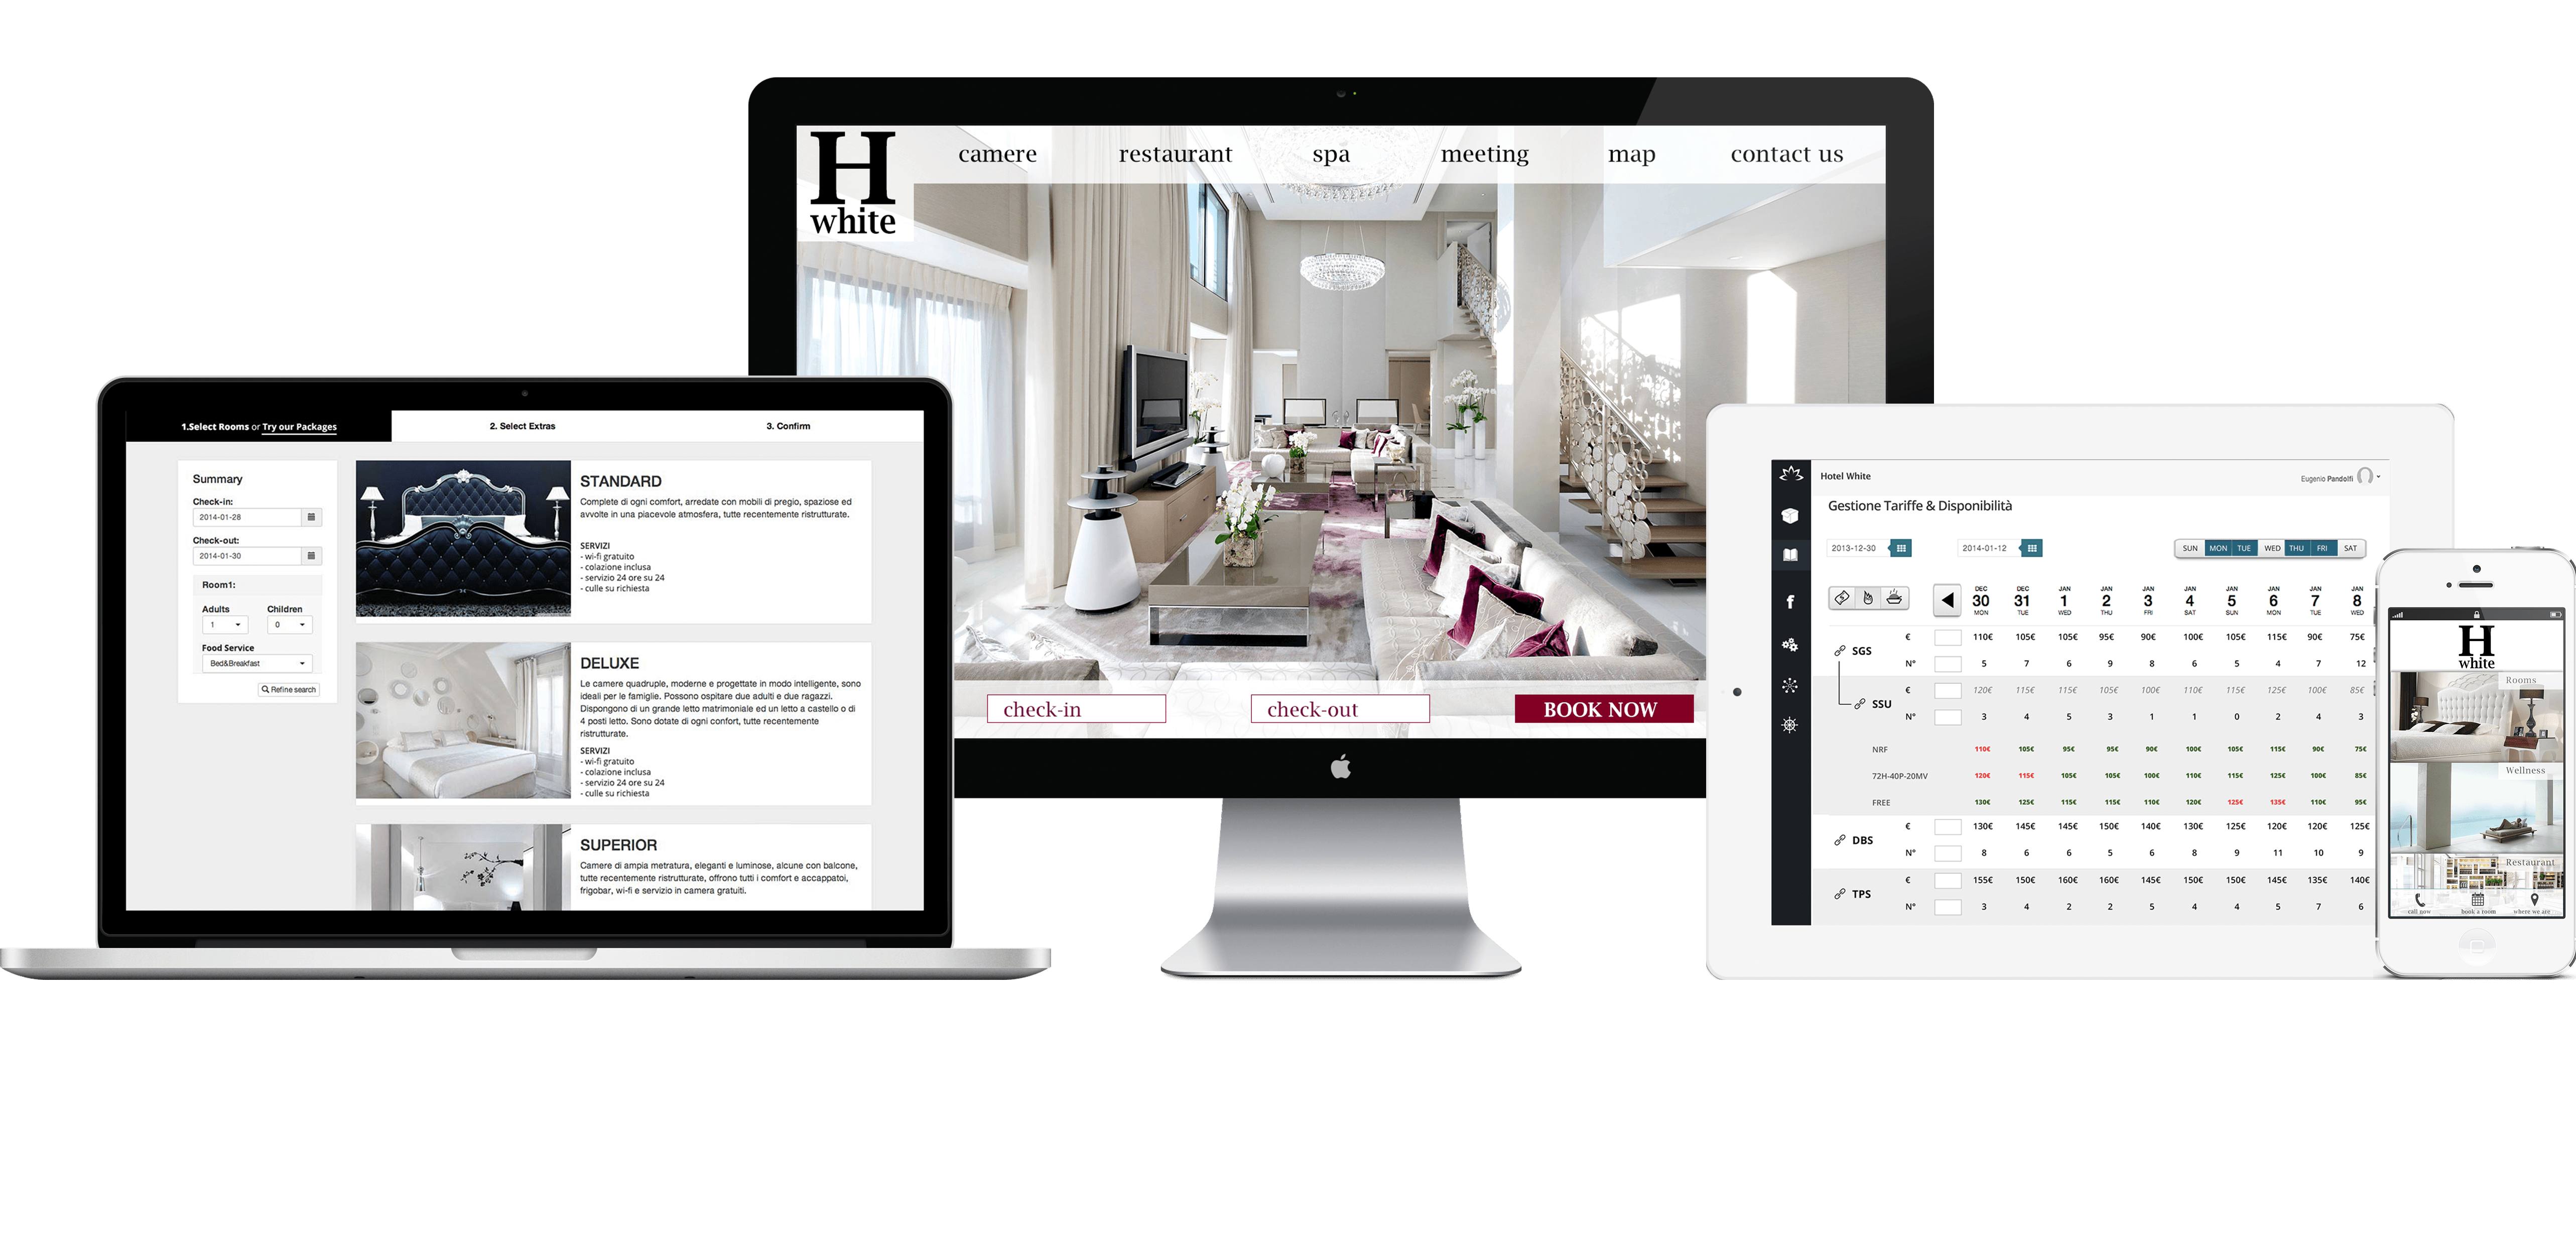 H
white
camere restaurant spa meeting map contact us
check-in check-out BOOK NOW
1.Select Rooms or Try our Packages 2. Select Extras 3. Confirm
Summary
Check-in:
2014-01-28
Check-out:
2014-01-30
Room1:
Adults Children
1 0
Food Service
Bed&Breakfast
Refine search
STANDARD
Complete di ogni comfort, arredate con mobili di pregio, spaziose ed
avvolte in una piacevole atmosfera, tutte recentemente ristrutturate.
SERVIZI
- wi-fi gratuito
- colazione inclusa
- servizio 24 ore su 24
- culle su richiesta
DELUXE
Le camere quadruple, moderne e progettate in modo intelligente, sono
ideali per le famiglie. Possono ospitare due adulti e due ragazzi.
Dispongono di un grande letto matrimoniale ed un letto a castello o di
4 posti letto. Sono dotate di ogni confort, tutte recentemente
ristrutturate.
SERVIZI
- wi-fi gratuito
- colazione inclusa
- servizio 24 ore su 24
- culle su richiesta
SUPERIOR
Camere di ampia metratura, eleganti e luminose, alcune con balcone,
tutte recentemente ristrutturate, offrono tutti i comfort e accappatoi,
frigobar, wi-fi e servizio in camera gratuiti.
Hotel White Eugenio Pandolfi
Gestione Tariffe & Disponibilità
2013-12-30 2014-01-12 SUN MON TUE WED THU FRI SAT
DEC DEC JAN JAN JAN JAN JAN JAN JAN JAN
30 31 1 2 3 4 5 6 7 8
MON TUE WED THU FRI SAT SUN MON TUE WED
€ 110€ 105€ 105€ 95€ 90€ 100€ 105€ 115€ 90€ 75€
SGS
N° 5 7 6 9 8 6 5 4 7 12
€ 120€ 115€ 115€ 105€ 100€ 110€ 115€ 125€ 100€ 85€
SSU
N° 3 4 5 3 1 1 0 2 4 3
NRF 110€ 105€ 95€ 95€ 90€ 100€ 105€ 115€ 90€ 75€
72H-40P-20MV 120€ 115€ 105€ 105€ 100€ 110€ 115€ 125€ 100€ 85€
FREE 130€ 125€ 115€ 115€ 110€ 120€ 125€ 135€ 110€ 95€
€ 130€ 145€ 145€ 150€ 140€ 130€ 125€ 120€ 120€ 125€
DBS
N° 8 6 6 5 6 8 9 11 10 9
€ 155€ 150€ 160€ 160€ 145€ 150€ 150€ 145€ 135€ 140€
TPS
N° 3 4 2 2 5 4 4 5 7 6
H
white
Rooms
Wellness
Restaurant
call now book a room where we are